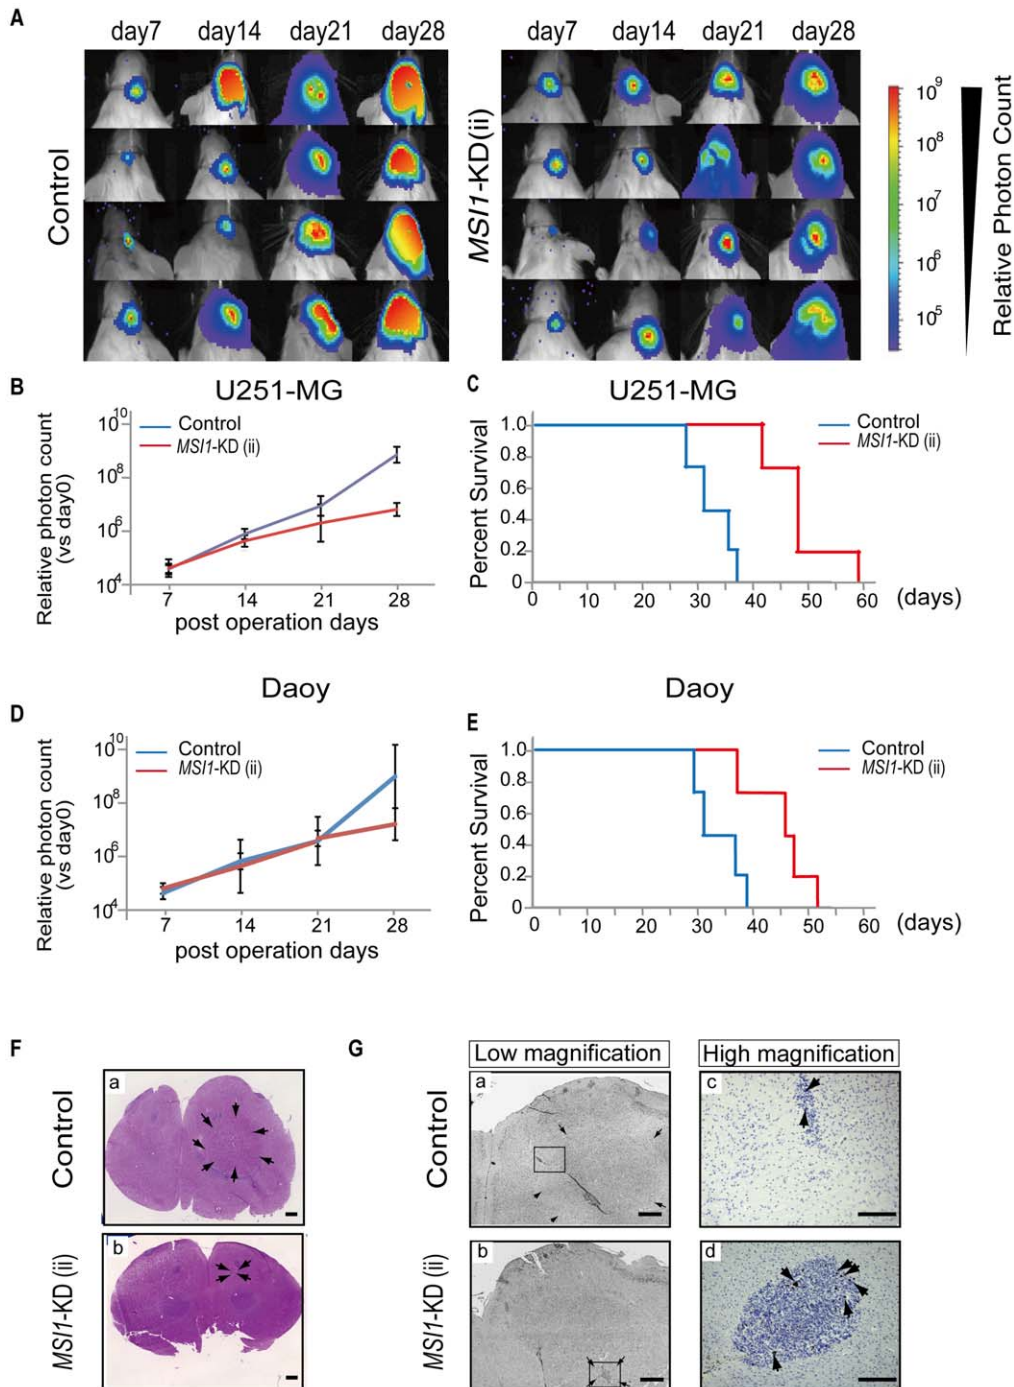 A
day7 day14 day21 day28
day7 day14 day21 day28
Control
MSI1-KD(ii)
10^9
10^8
10^7
10^6
10^5
Relative Photon Count
B
U251-MG
Control
MSI1-KD (ii)
Relative photon count
(vs day0)
10^10
10^8
10^6
10^4
7 14 21 28
post operation days
C
U251-MG
Control
MSI1-KD (ii)
Percent Survival
1.0
0.8
0.6
0.4
0.2
0
0 10 20 30 40 50 60 (days)
D
Daoy
Control
MSI1-KD (ii)
Relative photon count
(vs day0)
10^10
10^8
10^6
10^4
7 14 21 28
post operation days
E
Daoy
Control
MSI1-KD (ii)
Percent Survival
1.0
0.8
0.6
0.4
0.2
0
0 10 20 30 40 50 60 (days)
F
Control
a
MSI1-KD (ii)
b
G
Low magnification High magnification
Control
a
c
MSI1-KD (ii)
b
d